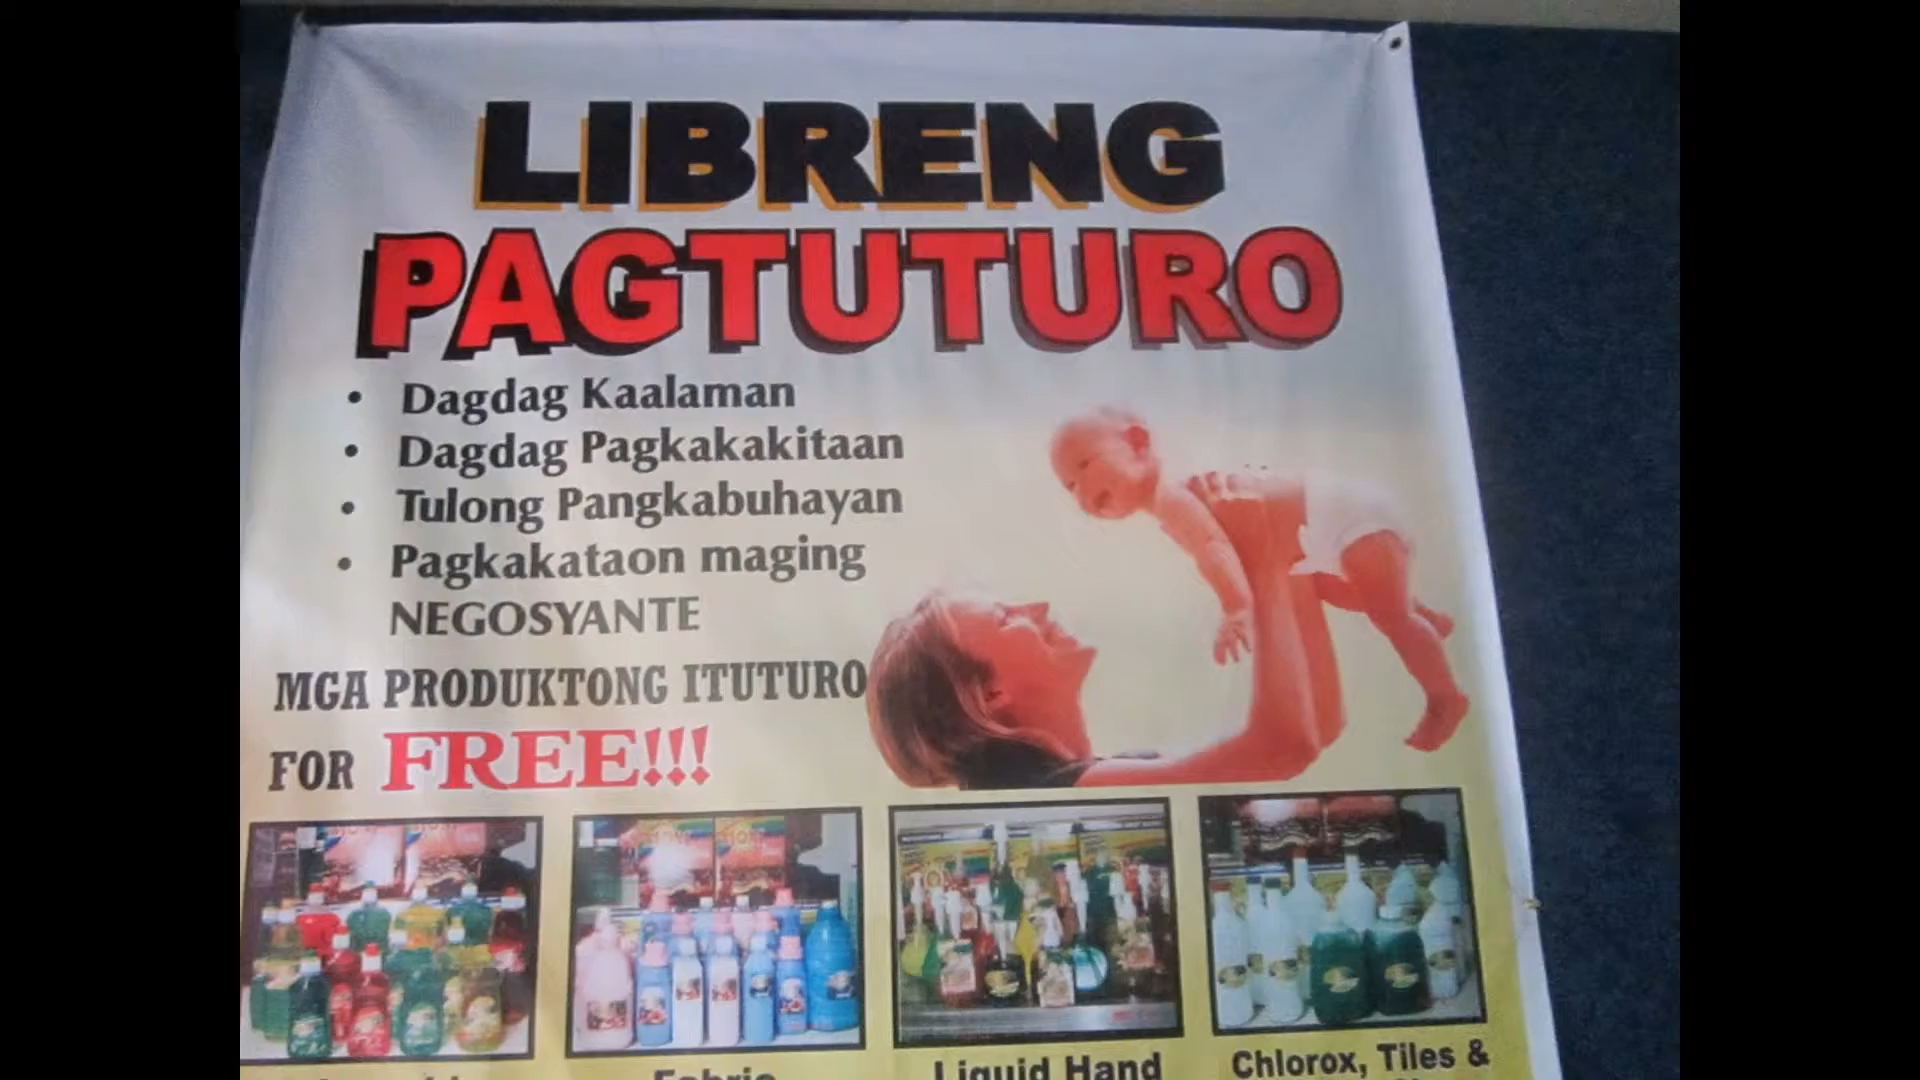 LIBRENG
PAGTUTURO
• Dagdag Kaalaman
• Dagdag Pagkakakitaan
• Tulong Pangkabuhayan
• Pagkakataon maging
NEGOSYANTE
MGA PRODUKTONG ITUTURO
FOR FREE!!!
Fabric
Liquid Hand
Chlorox, Tiles &